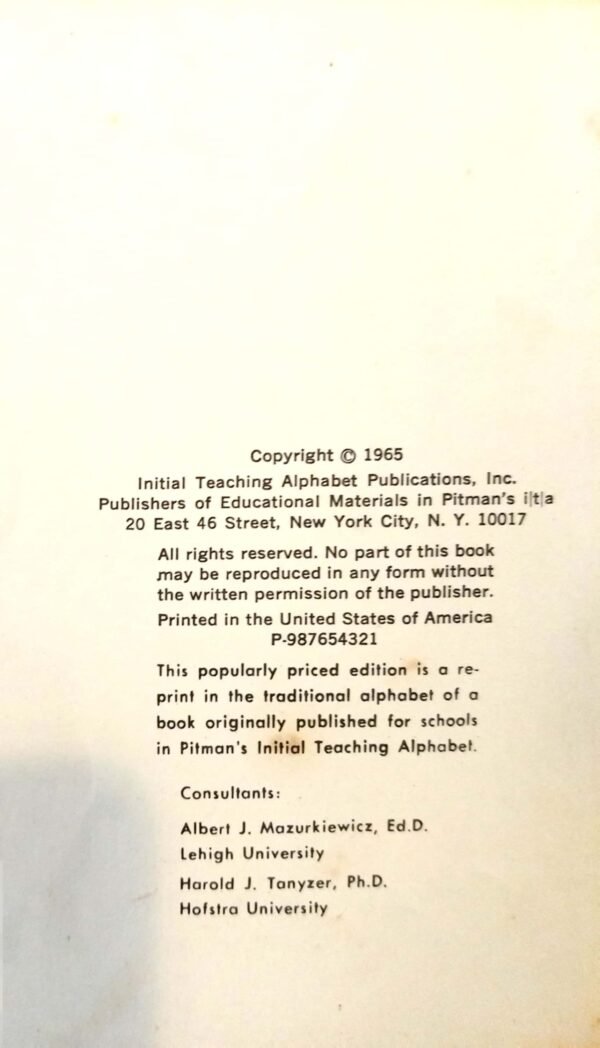 Copyright © 1965
Initial Teaching Alphabet Publications, Inc.
Publishers of Educational Materials in Pitman's i|t|a
20 East 46 Street, New York City, N. Y. 10017
All rights reserved. No part of this book
may be reproduced in any form without
the written permission of the publisher.
Printed in the United States of America
P-987654321
This popularly priced edition is a re-
print in the traditional alphabet of a
book originally published for schools
in Pitman's Initial Teaching Alphabet.
Consultants:
Albert J. Mazurkiewicz, Ed.D.
Lehigh University
Harold J. Tanyzer, Ph.D.
Hofstra University